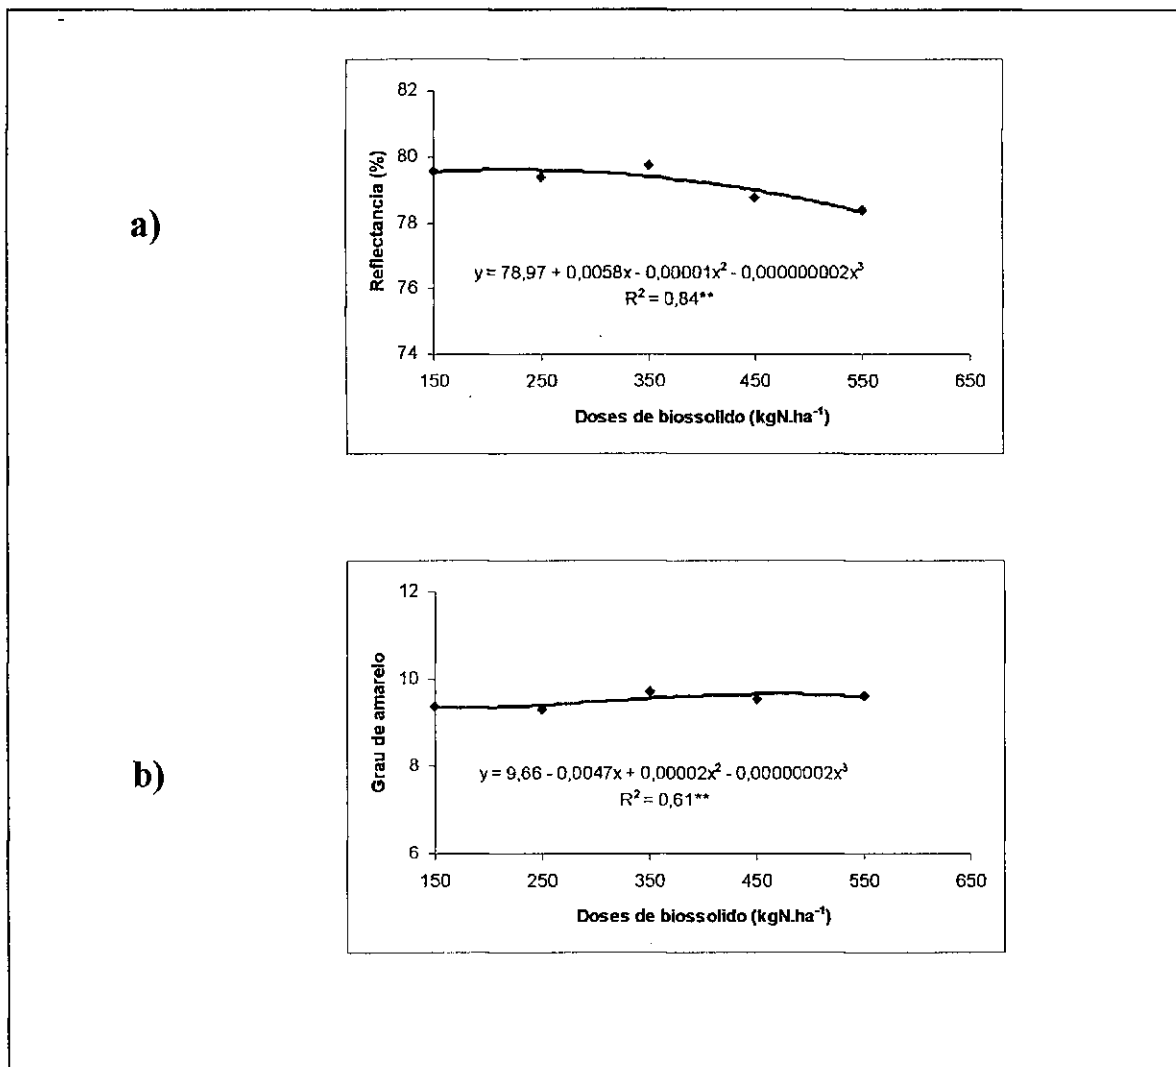 a)
82
80
78
76
74
Reflectancia (%)
y = 78,97 + 0,0058x - 0,00001x² - 0,000000002x³
R² = 0,84**
150 250 350 450 550 650
Doses de biossolido (kgN.ha⁻¹)
b)
12
10
8
6
Grau de amarelo
y = 9,66 - 0,0047x + 0,00002x² - 0,00000002x³
R² = 0,61**
150 250 350 450 550 650
Doses de biossolido (kgN.ha⁻¹)